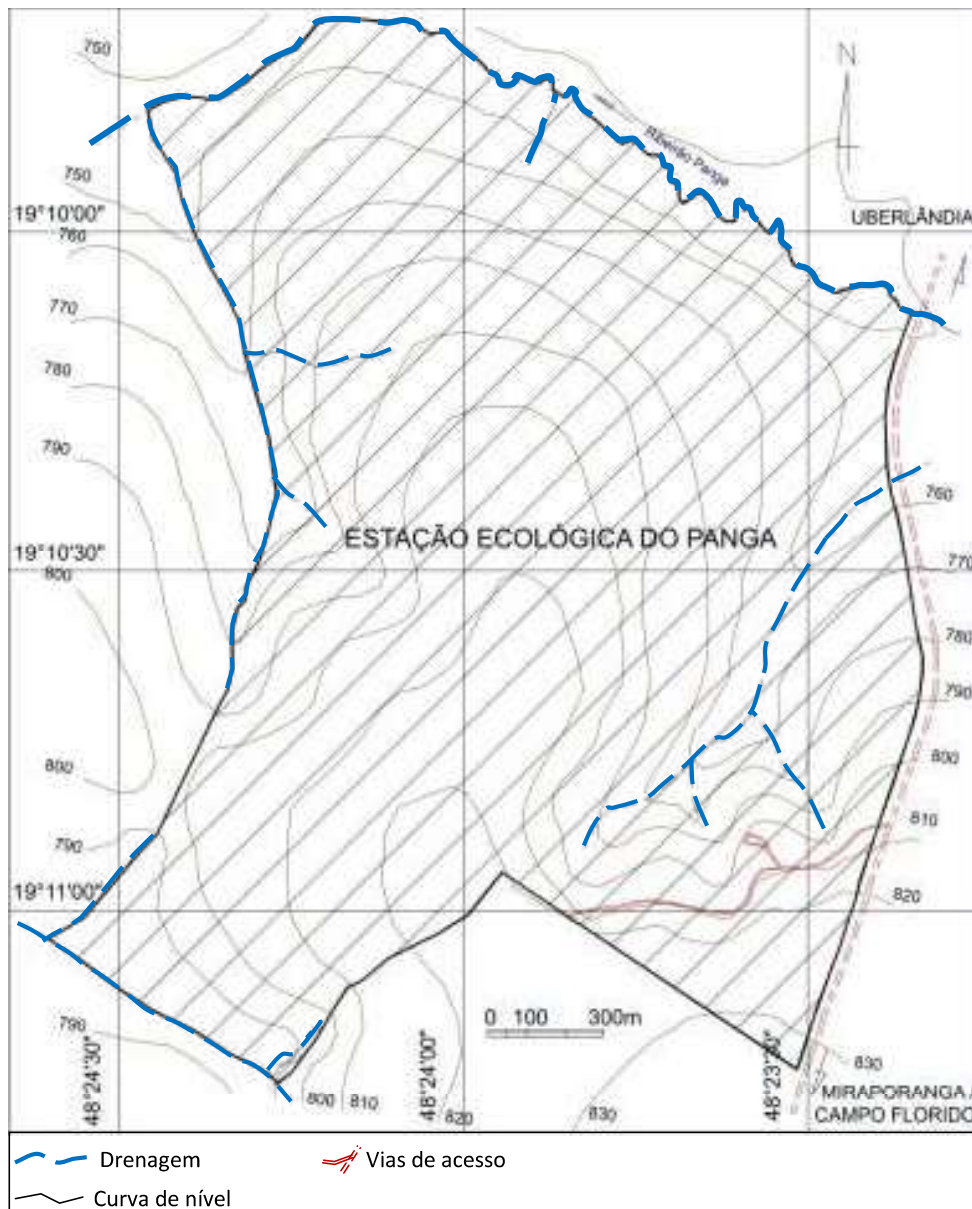 750
N
Ribeirão Panga
750
19°10'00"
UBERLÂNDIA
760
770
780
790
760
ESTAÇÃO ECOLÓGICA DO PANGA
19°10'30"
770
800
780
790
800
800
790
810
19°11'00"
820
0 100 300m
790
48°24'30"
48°24'00"
830
800
810
820
830
MIRAPORANGA
CAMPO FLORIDO
Drenagem
Vias de acesso
Curva de nível